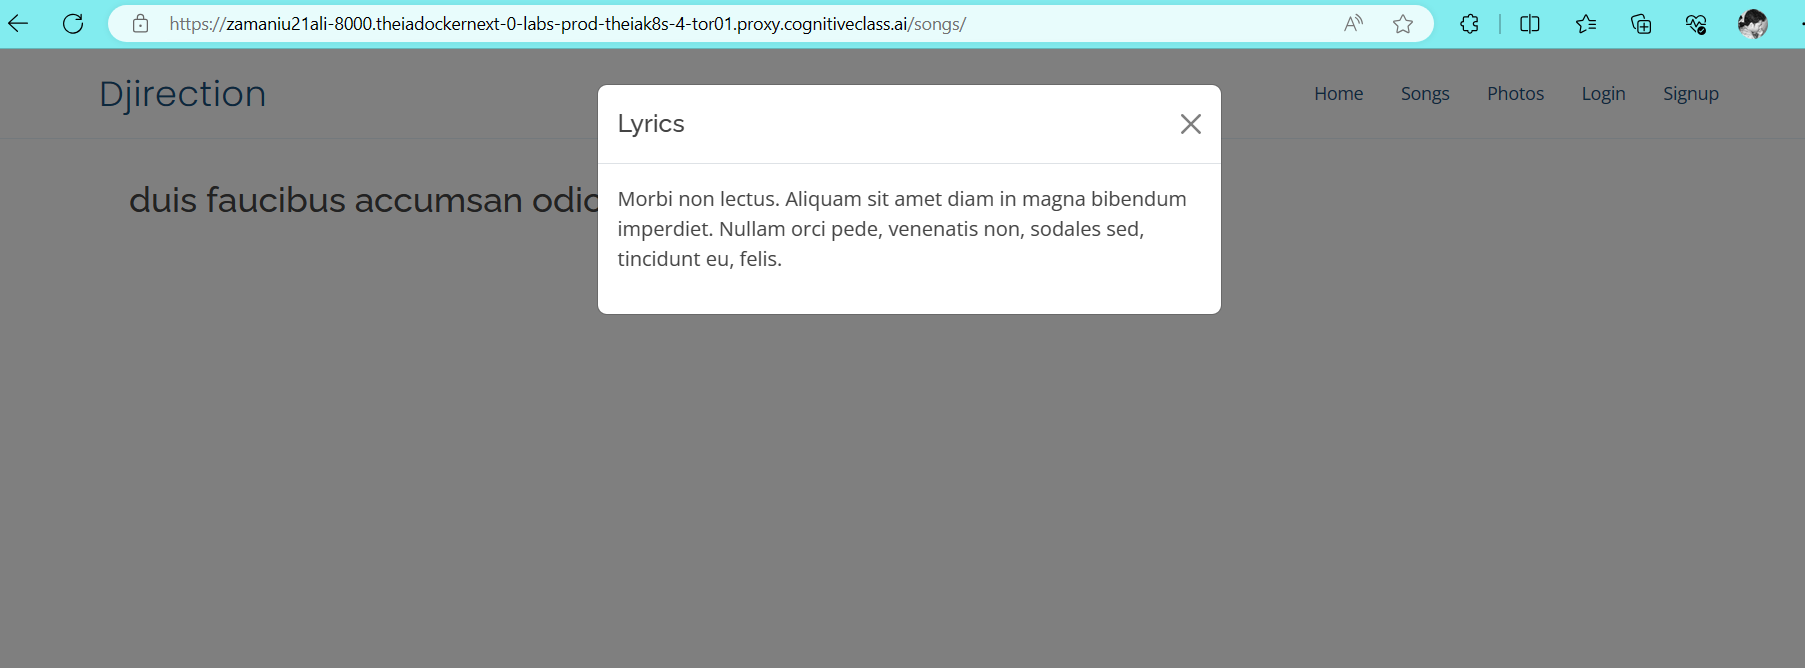 https://zamaniu21ali-8000.theiadockernext-0-labs-prod-theiak8s-4-tor01.proxy.cognitiveclass.ai/songs/
Djirection
Home Songs Photos Login Signup
Lyrics
duis faucibus accumsan odio
Morbi non lectus. Aliquam sit amet diam in magna bibendum
imperdiet. Nullam orci pede, venenatis non, sodales sed,
tincidunt eu, felis.